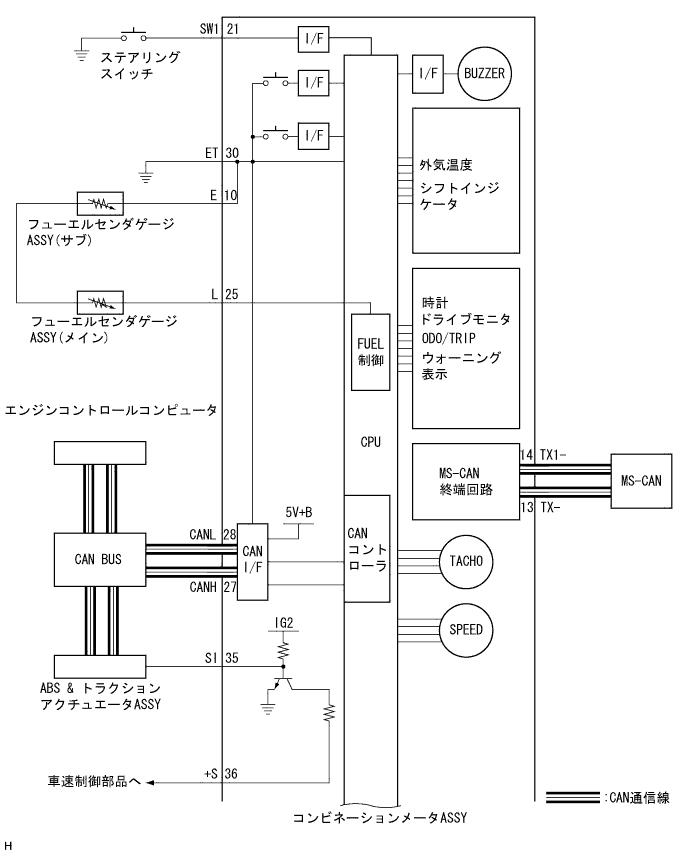 SW1 21
I/F
ステアリング
スイッチ
I/F
I/F
BUZZER
I/F
ET 30
外気温度
シフトインジ
ケータ
E 10
フューエルセンダゲージ
ASSY(サブ)
L 25
フューエルセンダゲージ
ASSY(メイン)
時計
ドライブモニタ
ODO/TRIP
ウォーニング
表示
FUEL
制御
エンジンコントロールコンピュータ
CPU
MS-CAN
終端回路
14 TX1-
13 TX-
MS-CAN
5V+B
CANL 28
CAN BUS
CAN
I/F
CANH 27
CAN
コント
ローラ
TACHO
SPEED
IG2
SI 35
ABS & トラクション
アクチュエータASSY
+S 36
車速制御部品へ
:CAN通信線
コンビネーションメータASSY
H